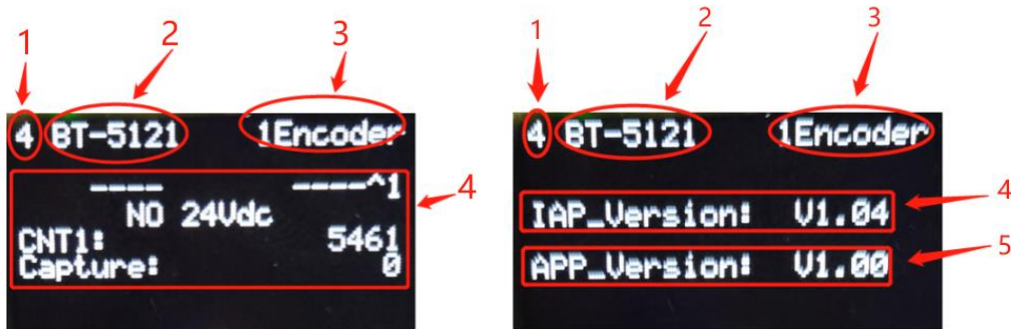 1 2 3
4 BT-5121 1Encoder
---- ----^1
NO 24Vdc
CNT1: 5461
Capture: 0
4
1 2 3
4 BT-5121 1Encoder
IAP_Version: V1.04
4
APP_Version: V1.00
5